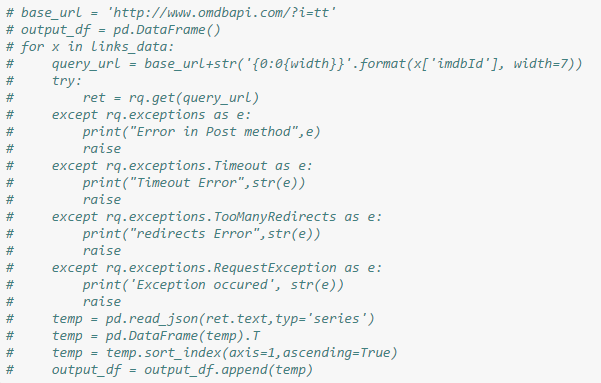 # base_url = 'http://www.omdbapi.com/?i=tt'
# output_df = pd.DataFrame()
# for x in links_data:
#     query_url = base_url+str('{0:0{width}}'.format(x['imdbId'], width=7))
#     try:
#         ret = rq.get(query_url)
#     except rq.exceptions as e:
#         print("Error in Post method",e)
#         raise
#     except rq.exceptions.Timeout as e:
#         print("Timeout Error",str(e))
#         raise
#     except rq.exceptions.TooManyRedirects as e:
#         print("redirects Error",str(e))
#         raise
#     except rq.exceptions.RequestException as e:
#         print('Exception occured', str(e))
#         raise
#     temp = pd.read_json(ret.text,typ='series')
#     temp = pd.DataFrame(temp).T
#     temp = temp.sort_index(axis=1,ascending=True)
#     output_df = output_df.append(temp)